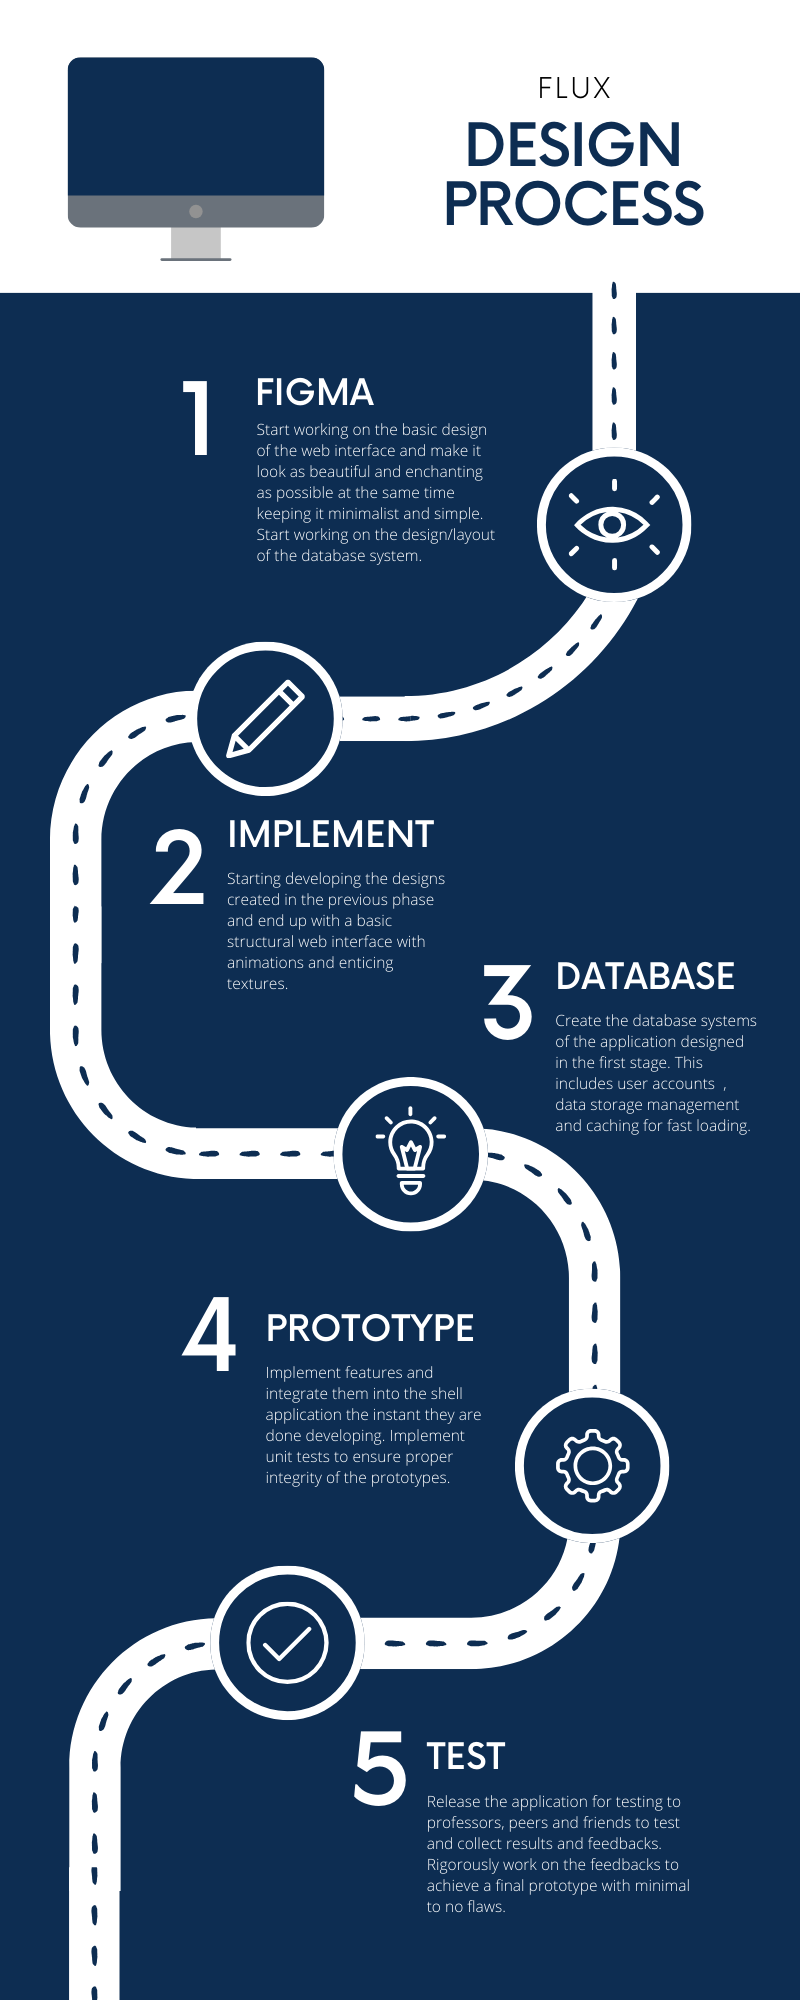 FLUX
DESIGN
PROCESS
1
FIGMA
Start working on the basic design
of the web interface and make it
look as beautiful and enchanting
as possible at the same time
keeping it minimalist and simple.
Start working on the design/layout
of the database system.
2
IMPLEMENT
Starting developing the designs
created in the previous phase
and end up with a basic
structural web interface with
animations and enticing
textures.
3
DATABASE
Create the database systems
of the application designed
in the first stage. This
includes user accounts  ,
data storage management
and caching for fast loading.
4
PROTOTYPE
Implement features and
integrate them into the shell
application the instant they are
done developing. Implement
unit tests to ensure proper
integrity of the prototypes.
5
TEST
Release the application for testing to
professors, peers and friends to test
and collect results and feedbacks.
Rigorously work on the feedbacks to
achieve a final prototype with minimal
to no flaws.